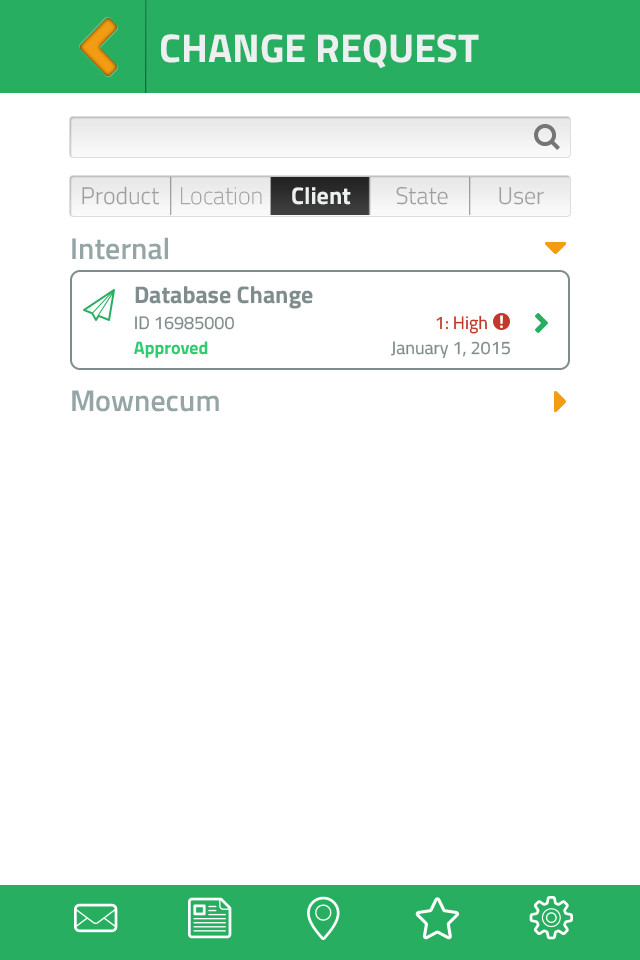 CHANGE REQUEST
Product Location Client State User
Internal
Database Change
ID 16985000 1: High
Approved January 1, 2015
Mownecum